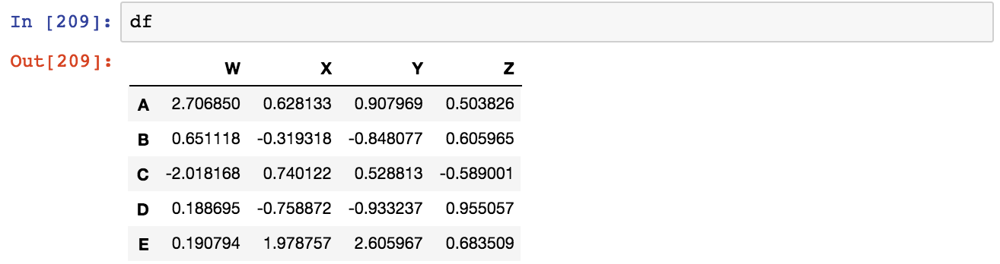 In [209]: df
Out[209]:
W X Y Z
A 2.706850 0.628133 0.907969 0.503826
B 0.651118 -0.319318 -0.848077 0.605965
C -2.018168 0.740122 0.528813 -0.589001
D 0.188695 -0.758872 -0.933237 0.955057
E 0.190794 1.978757 2.605967 0.683509